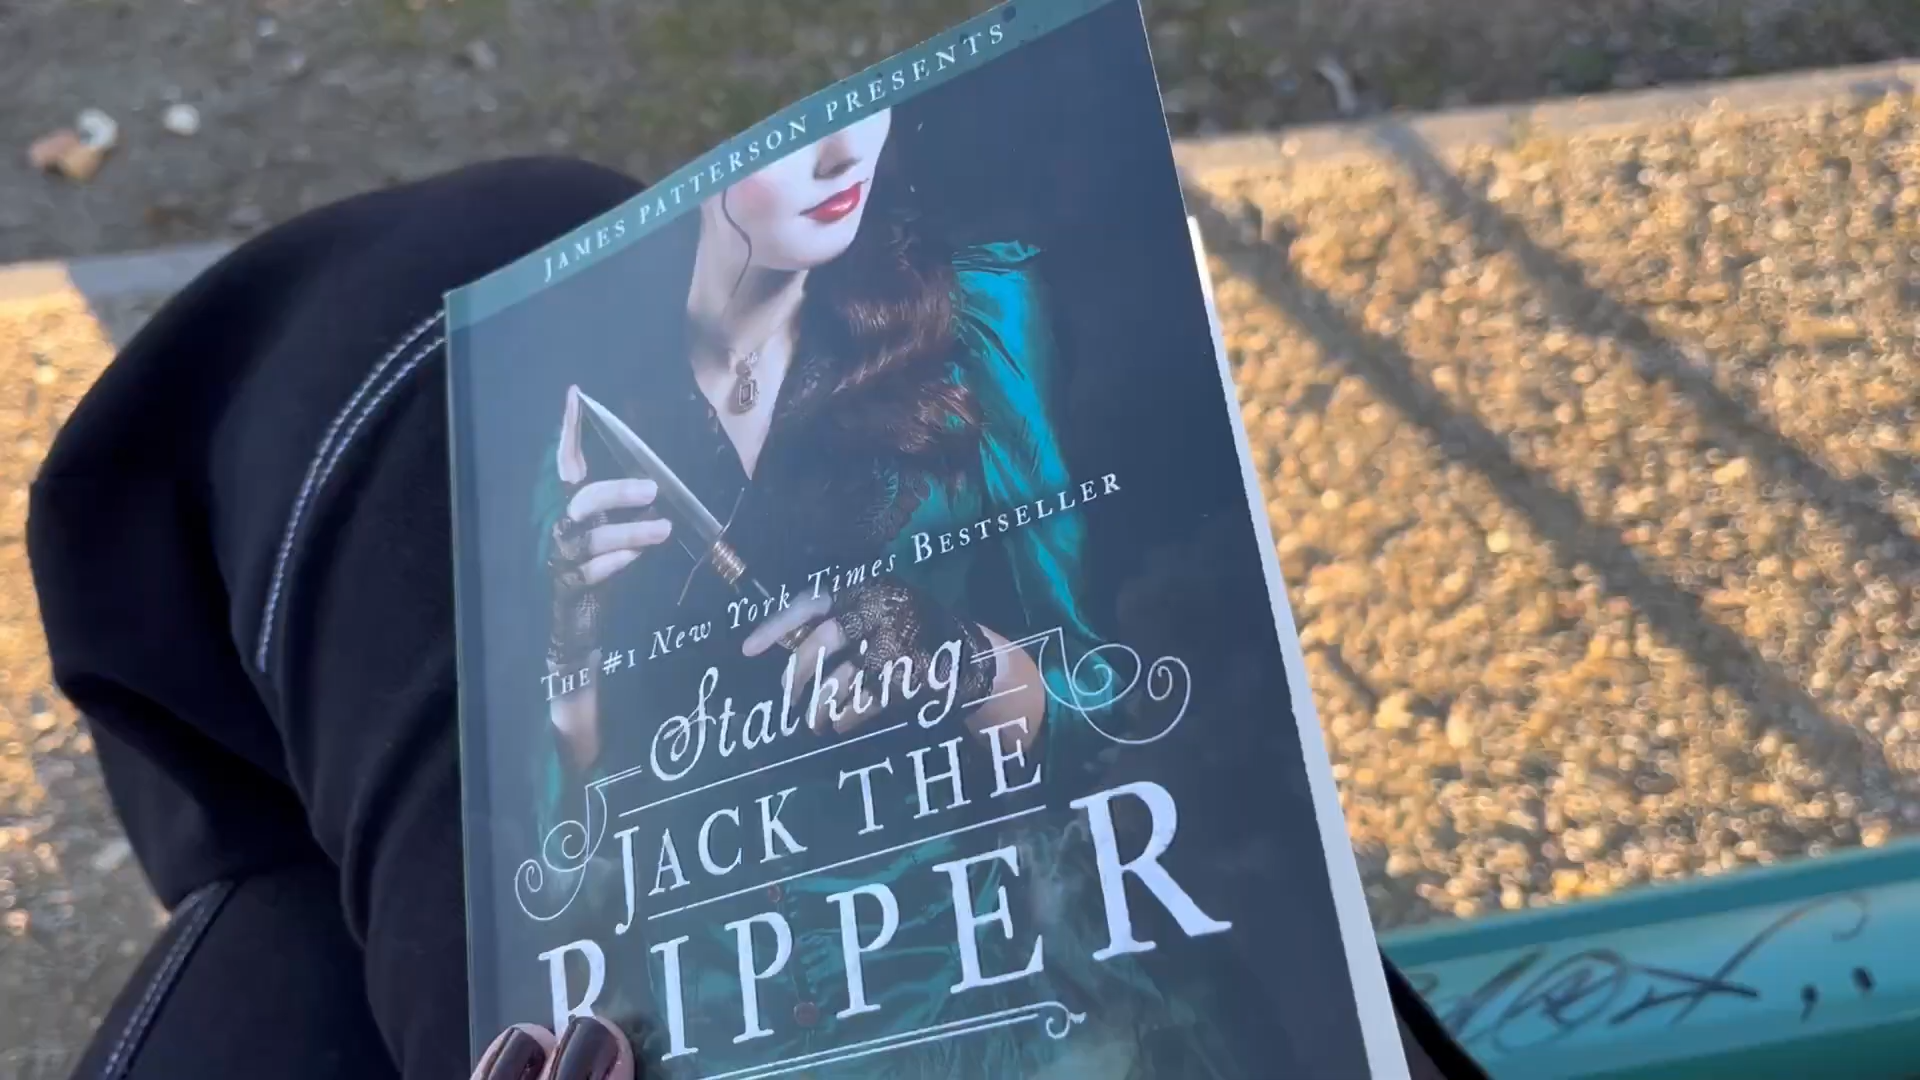 JAMES PATTERSON PRESENTS
THE #1 New York Times BESTSELLER
Stalking
JACK THE
RIPPER